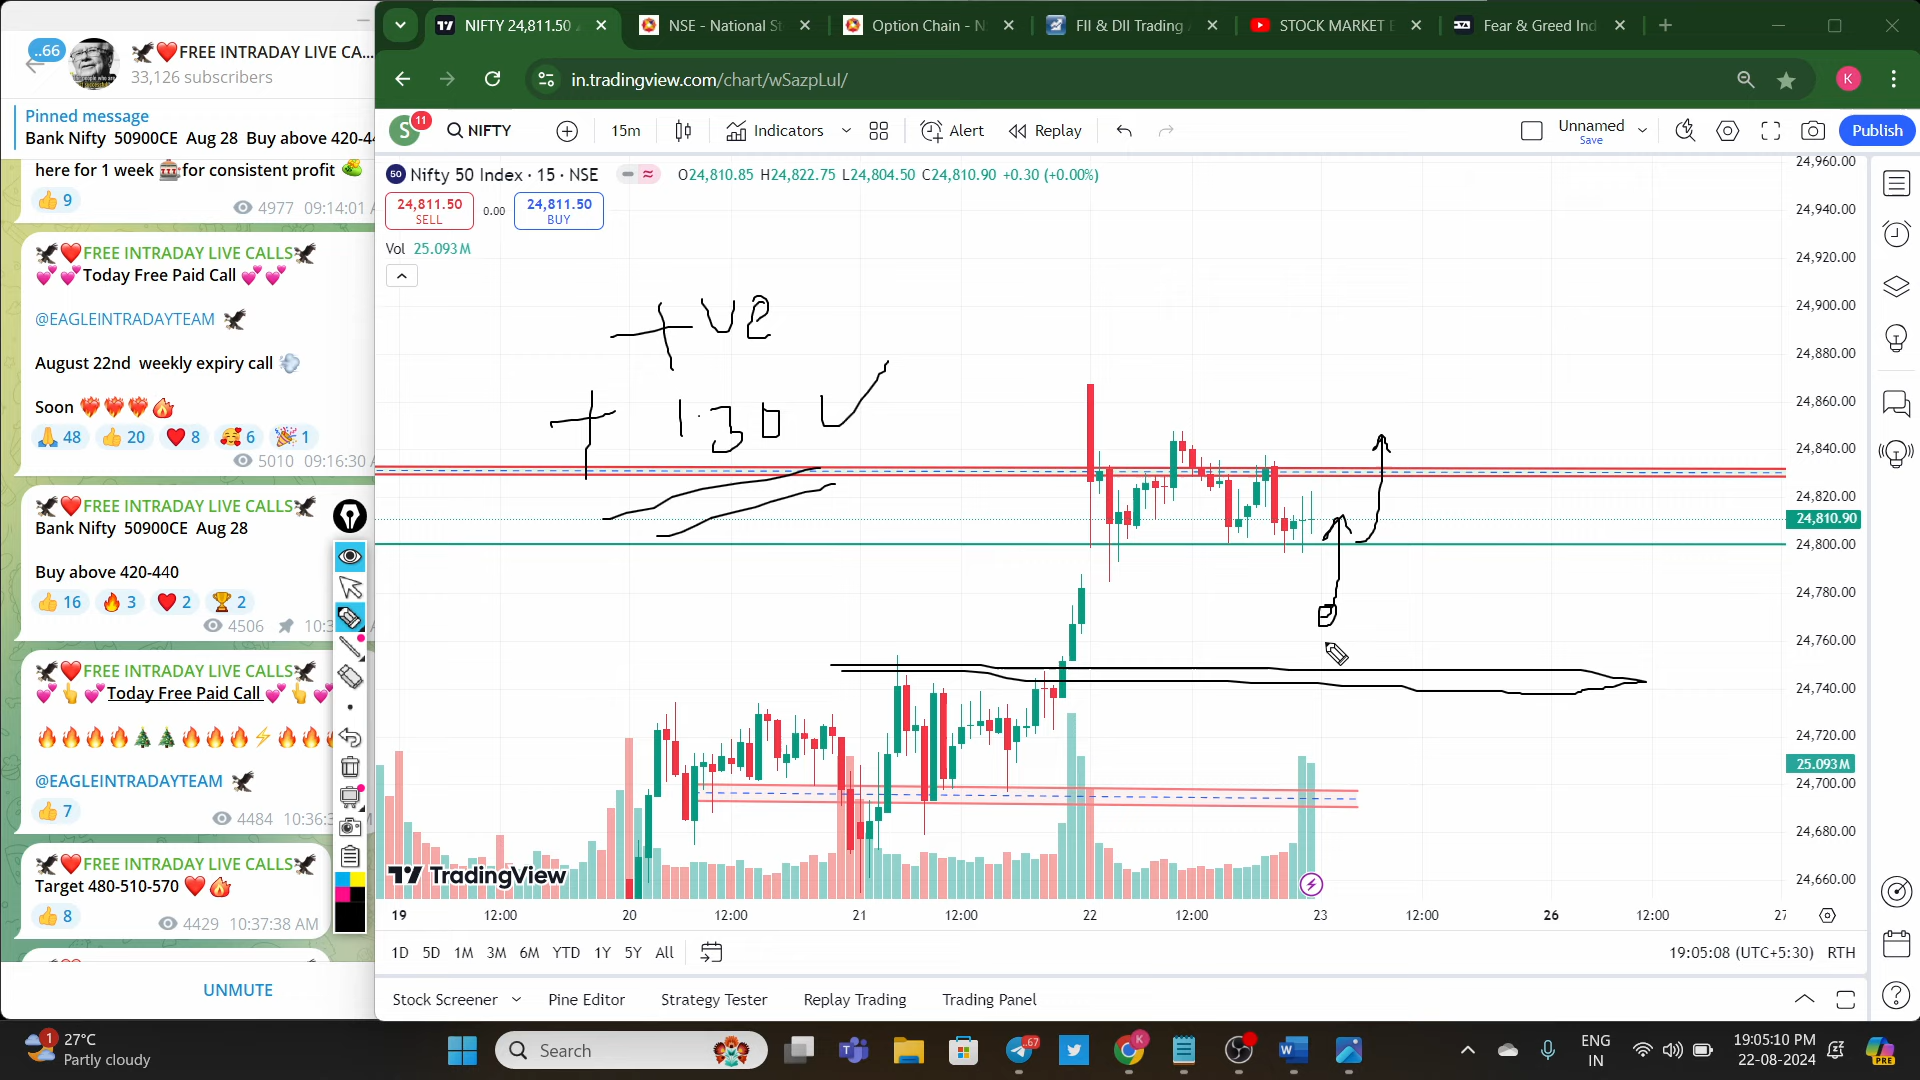 ..66
🦅❤️FREE INTRADAY LIVE CA...
33,126 subscribers
Pinned message
Bank Nifty 50900CE Aug 28 Buy above 420-44
here for 1 week 🎰for consistent profit 🤑
👍 9
4977 09:14:01 A
🦅❤️FREE INTRADAY LIVE CALLS🦅
💕💕Today Free Paid Call 💕💕
@EAGLEINTRADAYTEAM 🦅
August 22nd weekly expiry call 💨
Soon ❤️‍🔥❤️‍🔥❤️‍🔥🔥
🙏 48 👍 20 ❤️ 8 🥰 6 🎉 1
5010 09:16:30 A
🦅❤️FREE INTRADAY LIVE CALLS🦅
Bank Nifty 50900CE Aug 28
Buy above 420-440
👍 16 🔥 3 ❤️ 2 🏆 2
4506 10:3
🦅❤️FREE INTRADAY LIVE CALLS🦅
💕👆💕Today Free Paid Call 💕👆💕
🔥🔥🔥🔥🎄🎄🔥🔥🔥⚡🔥🔥🔥
@EAGLEINTRADAYTEAM 🦅
👍 7
4484 10:36:3 M
🦅❤️FREE INTRADAY LIVE CALLS🦅
Target 480-510-570 ❤️🔥
👍 8
4429 10:37:38 AM
UNMUTE
NIFTY 24,811.50
NSE - National St
Option Chain - N
FII & DII Trading
STOCK MARKET
Fear & Greed Ind
in.tradingview.com/chart/wSazpLuI/
K
S 11
NIFTY 15m Indicators Alert Replay
Unnamed
Save
Publish
50 Nifty 50 Index · 15 · NSE
O24,810.85 H24,822.75 L24,804.50 C24,810.90 +0.30 (+0.00%)
24,811.50 SELL 0.00 24,811.50 BUY
Vol 25.093M
+ve
+ 130
24,960.00
24,940.00
24,920.00
24,900.00
24,880.00
24,860.00
24,840.00
24,820.00
24,810.90
24,800.00
24,780.00
24,760.00
24,740.00
24,720.00
25.093M
24,700.00
24,680.00
24,660.00
TradingView
19 12:00 20 12:00 21 12:00 22 12:00 23 12:00 26 12:00 27
1D 5D 1M 3M 6M YTD 1Y 5Y All
19:05:08 (UTC+5:30) RTH
Stock Screener Pine Editor Strategy Tester Replay Trading Trading Panel
1
27°C
Partly cloudy
Search
..67
K
W
ENG
IN
19:05:10 PM
22-08-2024
PRE